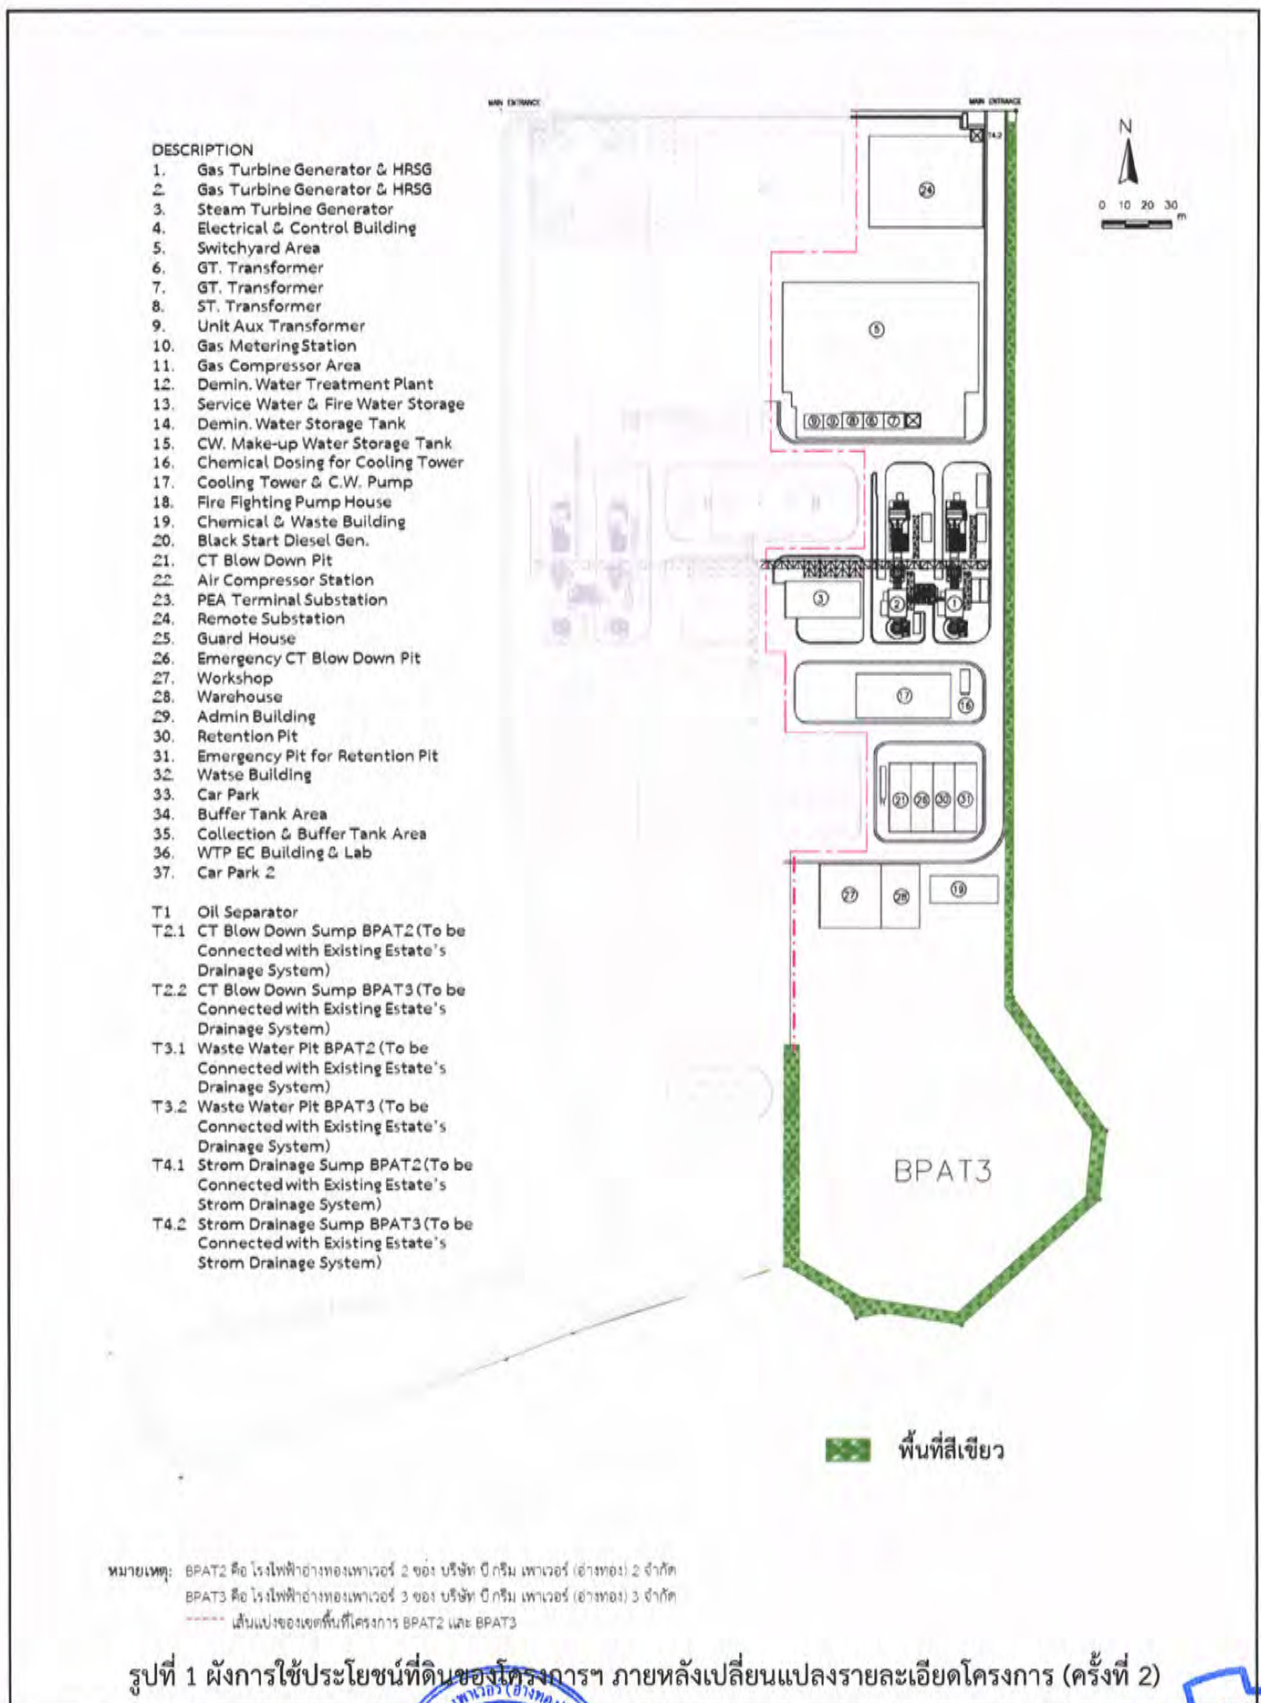 MAIN ENTRANCE
MAIN ENTRANCE
T4.2
N
0 10 20 30
m
DESCRIPTION
1. Gas Turbine Generator & HRSG
2. Gas Turbine Generator & HRSG
3. Steam Turbine Generator
4. Electrical & Control Building
5. Switchyard Area
6. GT. Transformer
7. GT. Transformer
8. ST. Transformer
9. Unit Aux Transformer
10. Gas Metering Station
11. Gas Compressor Area
12. Demin. Water Treatment Plant
13. Service Water & Fire Water Storage
14. Demin. Water Storage Tank
15. CW. Make-up Water Storage Tank
16. Chemical Dosing for Cooling Tower
17. Cooling Tower & C.W. Pump
18. Fire Fighting Pump House
19. Chemical & Waste Building
20. Black Start Diesel Gen.
21. CT Blow Down Pit
22. Air Compressor Station
23. PEA Terminal Substation
24. Remote Substation
25. Guard House
26. Emergency CT Blow Down Pit
27. Workshop
28. Warehouse
29. Admin Building
30. Retention Pit
31. Emergency Pit for Retention Pit
32. Watse Building
33. Car Park
34. Buffer Tank Area
35. Collection & Buffer Tank Area
36. WTP EC Building & Lab
37. Car Park 2
T1 Oil Separator
T2.1 CT Blow Down Sump BPAT2(To be
Connected with Existing Estate's
Drainage System)
T2.2 CT Blow Down Sump BPAT3(To be
Connected with Existing Estate's
Drainage System)
T3.1 Waste Water Pit BPAT2(To be
Connected with Existing Estate's
Drainage System)
T3.2 Waste Water Pit BPAT3(To be
Connected with Existing Estate's
Drainage System)
T4.1 Strom Drainage Sump BPAT2(To be
Connected with Existing Estate's
Strom Drainage System)
T4.2 Strom Drainage Sump BPAT3(To be
Connected with Existing Estate's
Strom Drainage System)
24
5
8 6 7
3
2
1
17
16
21 26 30 31
27 28 19
BPAT3
พื้นที่สีเขียว
หมายเหตุ: BPAT2 คือ โรงไฟฟ้าอ่างทองเพาเวอร์ 2 ของ บริษัท บี กริม เพาเวอร์ (อ่างทอง) 2 จำกัด
BPAT3 คือ โรงไฟฟ้าอ่างทองเพาเวอร์ 3 ของ บริษัท บี กริม เพาเวอร์ (อ่างทอง) 3 จำกัด
เส้นแบ่งของเขตพื้นที่โครงการ BPAT2 และ BPAT3
รูปที่ 1 ผังการใช้ประโยชน์ที่ดินของโครงการฯ ภายหลังเปลี่ยนแปลงรายละเอียดโครงการ (ครั้งที่ 2)